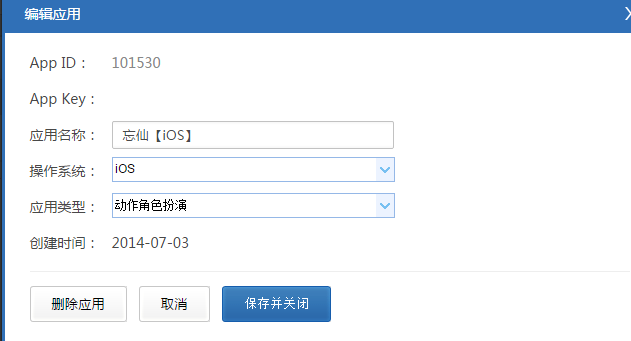 编辑应用
App ID： 101530
App Key：
应用名称： 忘仙【iOS】
操作系统： iOS
应用类型： 动作角色扮演
创建时间： 2014-07-03
删除应用 取消 保存并关闭